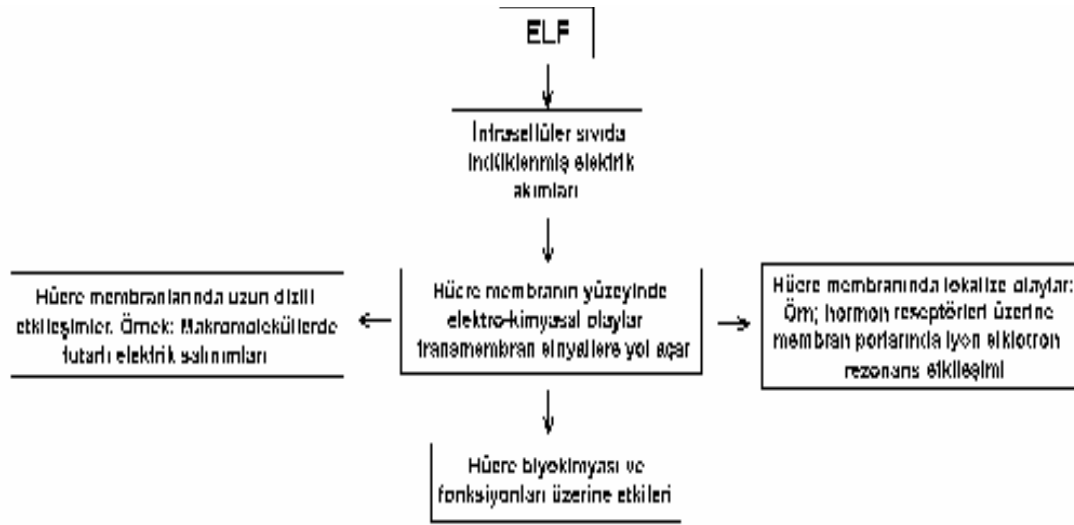 ELF
İntrasellüler sıvıda
indüklenmiş elektrik
akımları
Hücre membranlarında uzun dizili
etkileşimler. Örnek: Makromoleküllerde
tutarlı elektrik salınımları
Hücre membranın yüzeyinde
elektro-kimyasal olaylar
transmembran sinyallere yol açar
Hücre membranında lokalize olaylar:
Örn; hormon reseptörleri üzerine
membran porlarında iyon siklotron
rezonans etkileşimi
Hücre biyokimyası ve
fonksiyonları üzerine etkileri